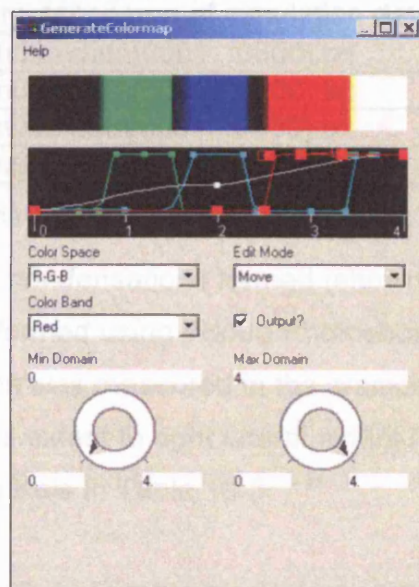 GenerateColormap
Help
0 1 2 3 4
Color Space Edit Mode
R-G-B Move
Color Band
Red Output?
Min Domain Max Domain
0. 4.
0. 4. 0. 4.